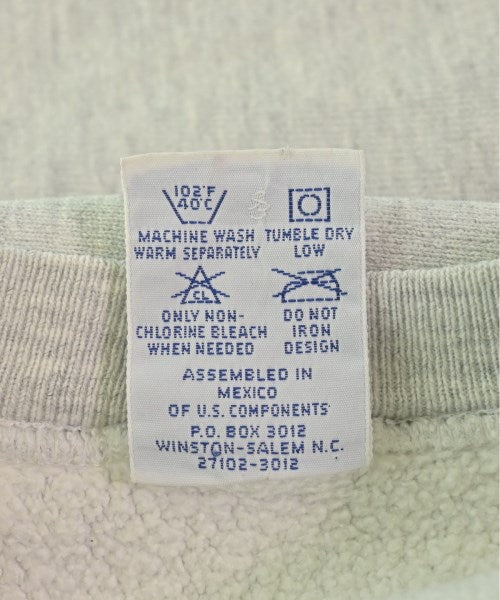 102°F
40°C
MACHINE WASH
WARM SEPARATELY
TUMBLE DRY
LOW
CL
ONLY NON-
CHLORINE BLEACH
WHEN NEEDED
DO NOT
IRON
DESIGN
ASSEMBLED IN
MEXICO
OF U.S. COMPONENTS
P.O. BOX 3012
WINSTON-SALEM N.C.
27102-3012